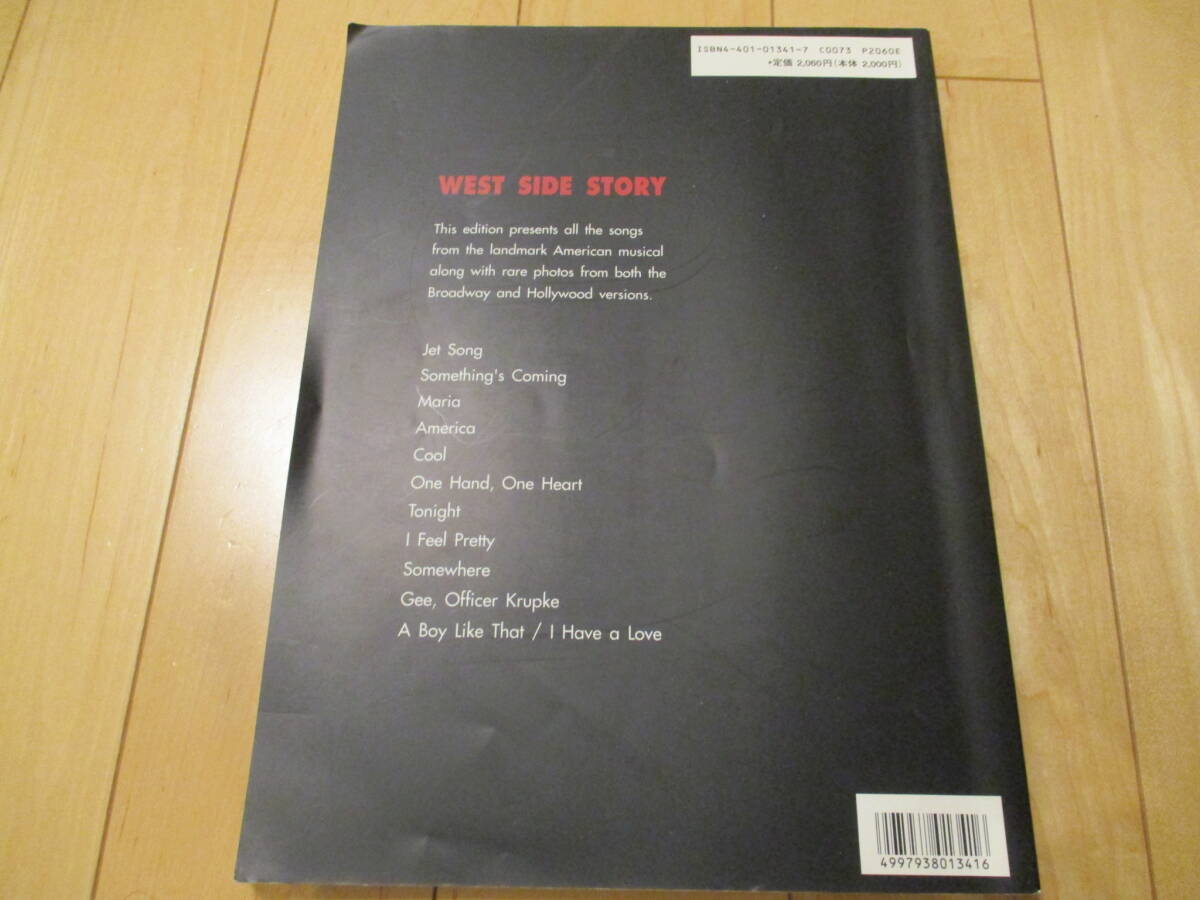 ISBN4-401-01341-7 C0073 P2060E
•定価 2,060円(本体 2,000円)
WEST SIDE STORY
This edition presents all the songs
from the landmark American musical
along with rare photos from both the
Broadway and Hollywood versions.
Jet Song
Something's Coming
Maria
America
Cool
One Hand, One Heart
Tonight
I Feel Pretty
Somewhere
Gee, Officer Krupke
A Boy Like That / I Have a Love
4997938013416